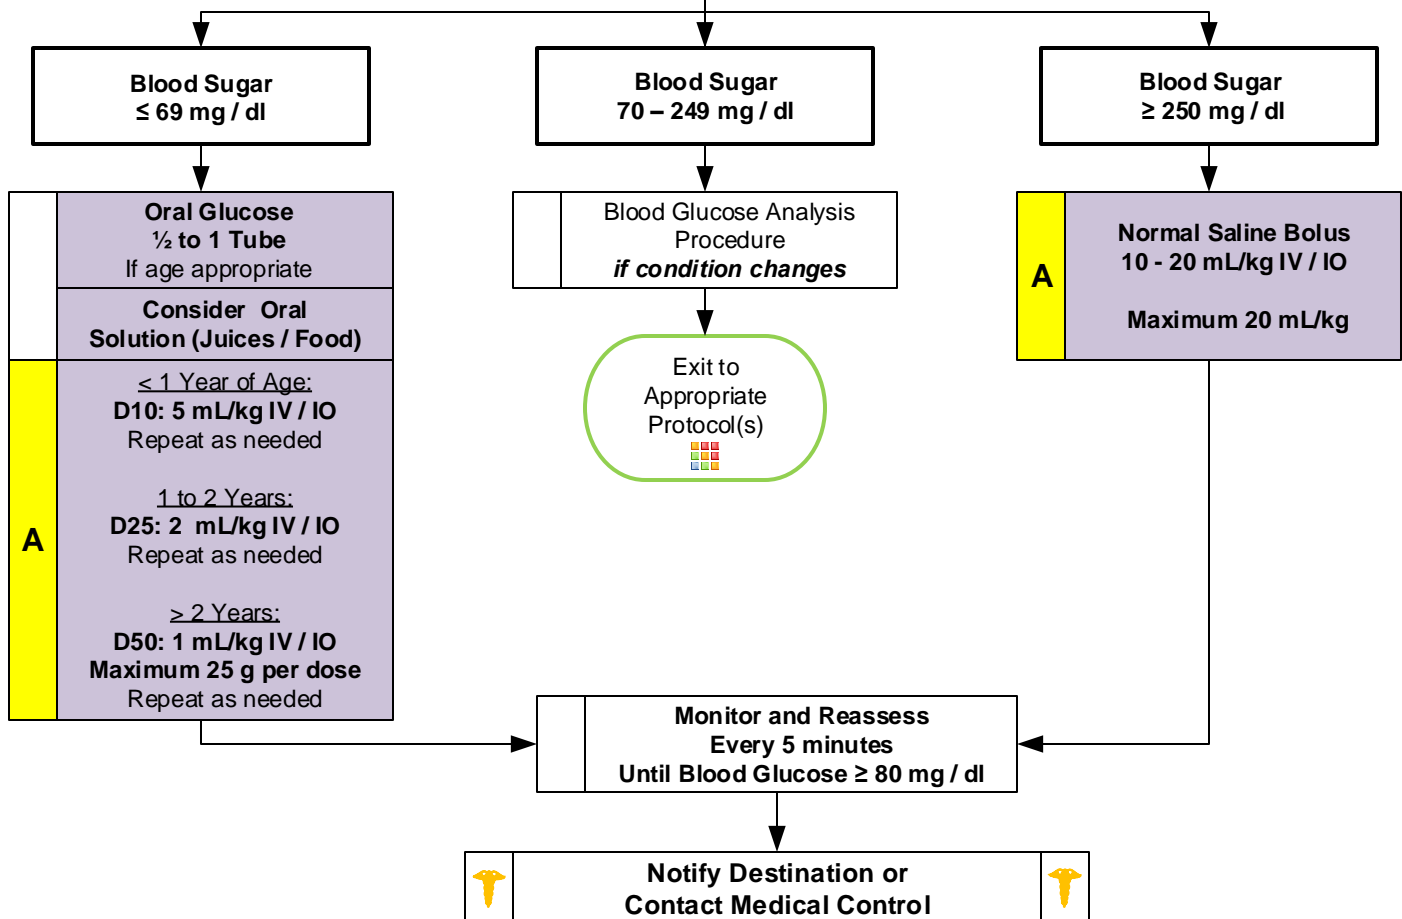 Blood Sugar
≤ 69 mg / dl
Blood Sugar
70 – 249 mg / dl
Blood Sugar
≥ 250 mg / dl
Oral Glucose
½ to 1 Tube
If age appropriate
Consider Oral
Solution (Juices / Food)
A
< 1 Year of Age:
D10: 5 mL/kg IV / IO
Repeat as needed
1 to 2 Years:
D25: 2 mL/kg IV / IO
Repeat as needed
> 2 Years:
D50: 1 mL/kg IV / IO
Maximum 25 g per dose
Repeat as needed
Blood Glucose Analysis
Procedure
if condition changes
Exit to
Appropriate
Protocol(s)
A
Normal Saline Bolus
10 - 20 mL/kg IV / IO
Maximum 20 mL/kg
Monitor and Reassess
Every 5 minutes
Until Blood Glucose ≥ 80 mg / dl
Notify Destination or
Contact Medical Control